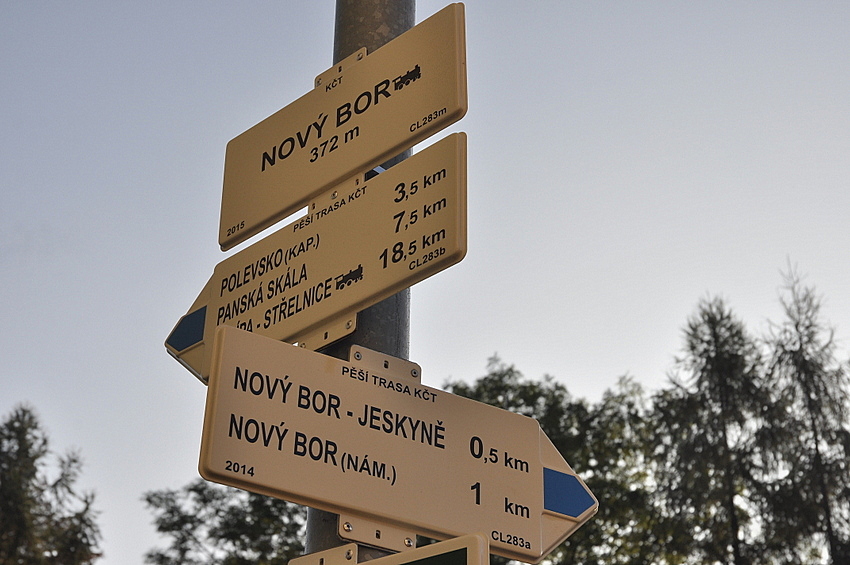 KČT
NOVÝ BOR
372 m
2015 CL283m
PĚŠÍ TRASA KČT
POLEVSKO (KAP.) 3,5 km
PANSKÁ SKÁLA 7,5 km
- STŘELNICE 18,5 km
CL283b
PĚŠÍ TRASA KČT
NOVÝ BOR - JESKYNĚ 0,5 km
NOVÝ BOR (NÁM.) 1 km
2014 CL283a